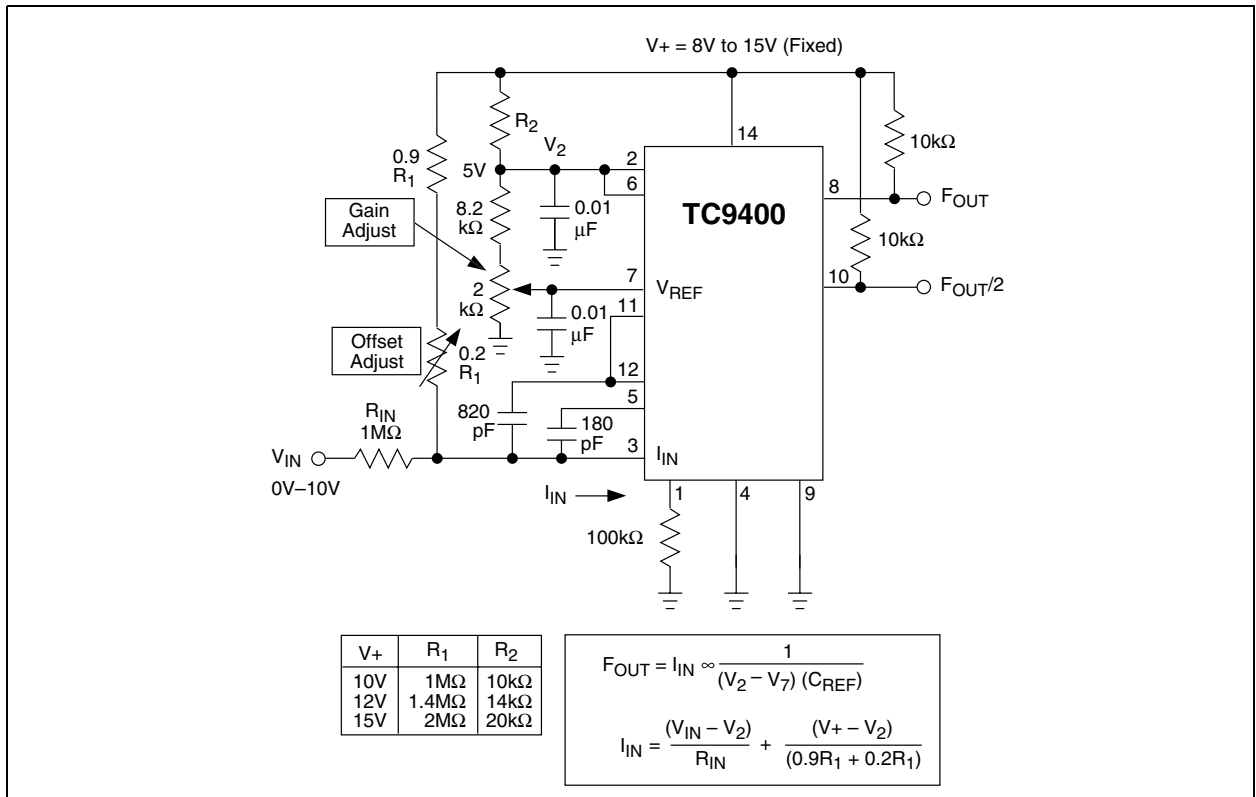 V+ = 8V to 15V (Fixed)
R2
14
10kΩ
0.9
R1
V2
5V
2
6
8
FOUT
TC9400
Gain
Adjust
8.2
kΩ
0.01
µF
10kΩ
10
FOUT/2
2
kΩ
7
VREF
11
0.01
µF
Offset
Adjust
0.2
R1
12
5
820
pF
180
pF
RIN
1MΩ
3
IIN
VIN
0V–10V
IIN
1
4
9
100kΩ
V+ R1 R2
10V 1MΩ 10kΩ
12V 1.4MΩ 14kΩ
15V 2MΩ 20kΩ
FOUT = IIN ∞ 1
(V2 – V7) (CREF)
IIN = (VIN – V2) + (V+ – V2)
RIN (0.9R1 + 0.2R1)